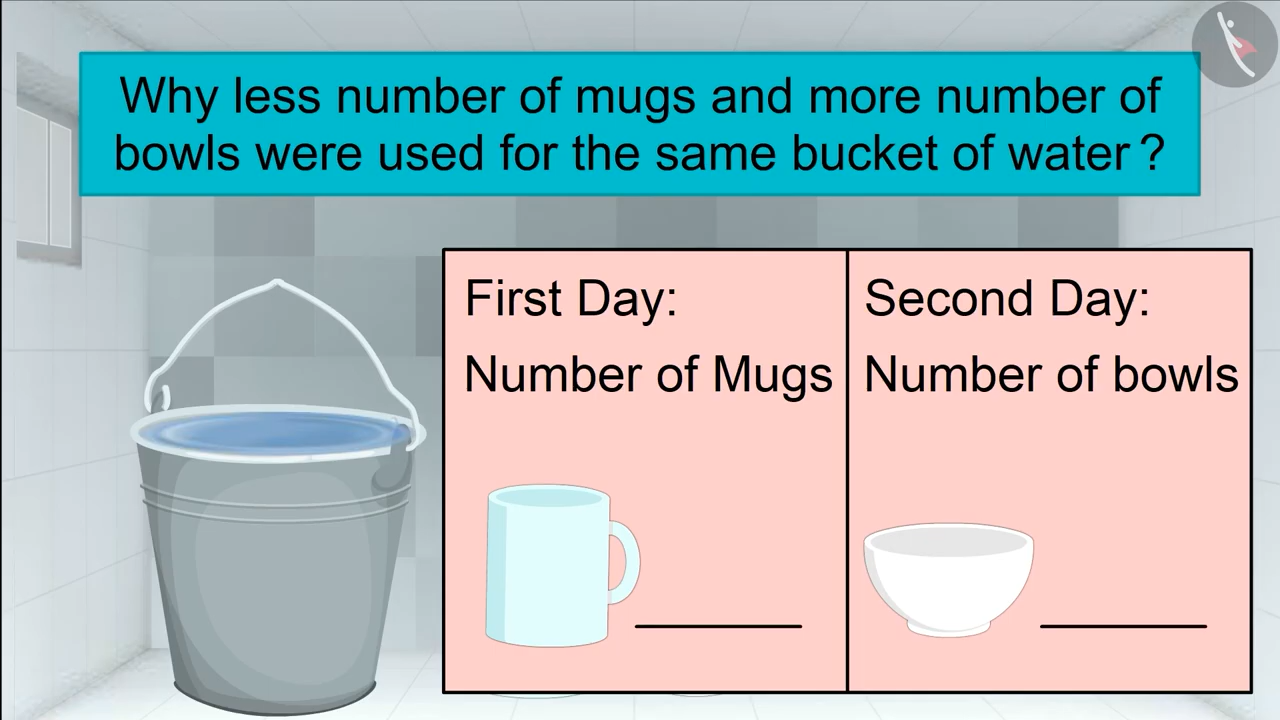 Why less number of mugs and more number of
bowls were used for the same bucket of water ?
First Day:
Number of Mugs
Second Day:
Number of bowls